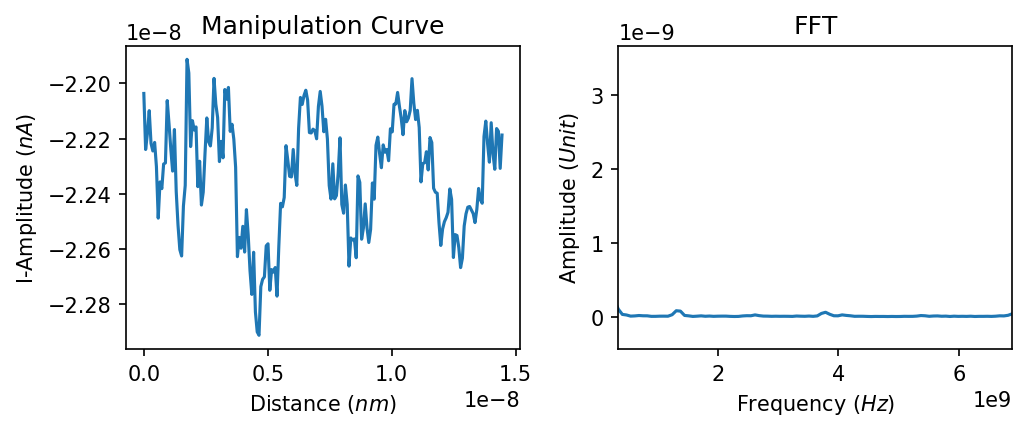 Manipulation Curve
1e−8
−2.20
−2.22
−2.24
−2.26
−2.28
I-Amplitude (nA)
0.0
0.5
1.0
1.5
1e−8
Distance (nm)
FFT
1e−9
3
2
1
0
Amplitude (Unit)
2
4
6
1e9
Frequency (Hz)